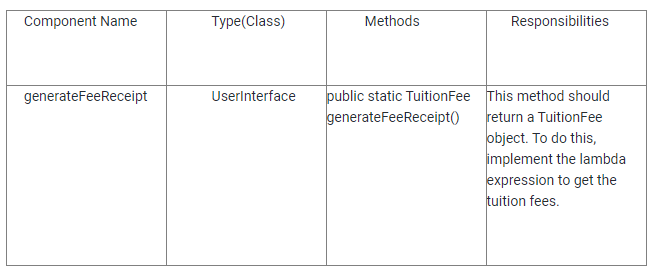 Component Name
Type(Class)
Methods
Responsibilities
generateFeeReceipt
UserInterface
public static TuitionFee
generateFeeReceipt()
This method should
return a TuitionFee
object. To do this,
implement the lambda
expression to get the
tuition fees.